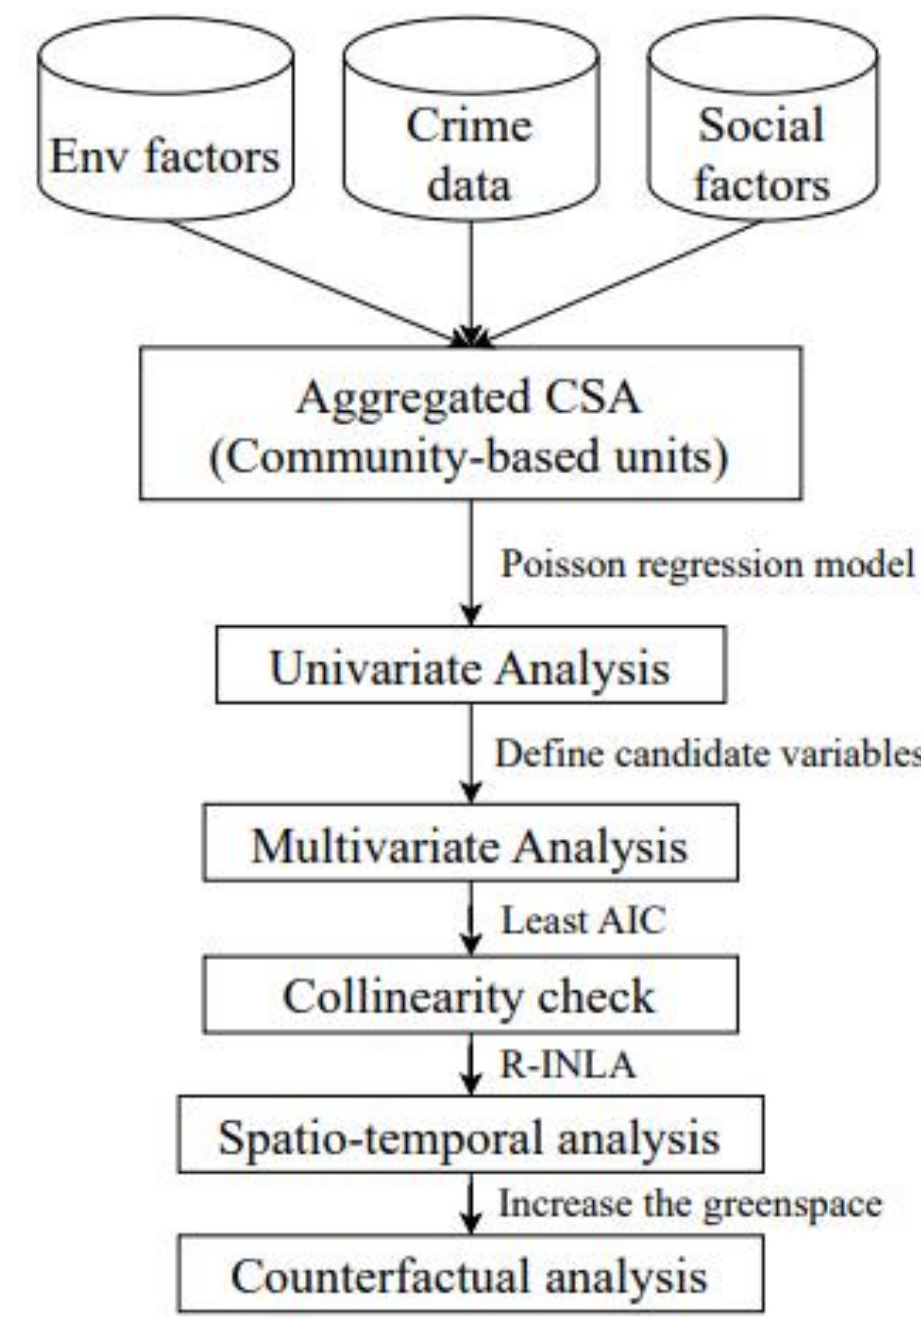 Env factors
Crime
data
Social
factors
Aggregated CSA
(Community-based units)
Poisson regression model
Univariate Analysis
Define candidate variables
Multivariate Analysis
Least AIC
Collinearity check
R-INLA
Spatio-temporal analysis
Increase the greenspace
Counterfactual analysis